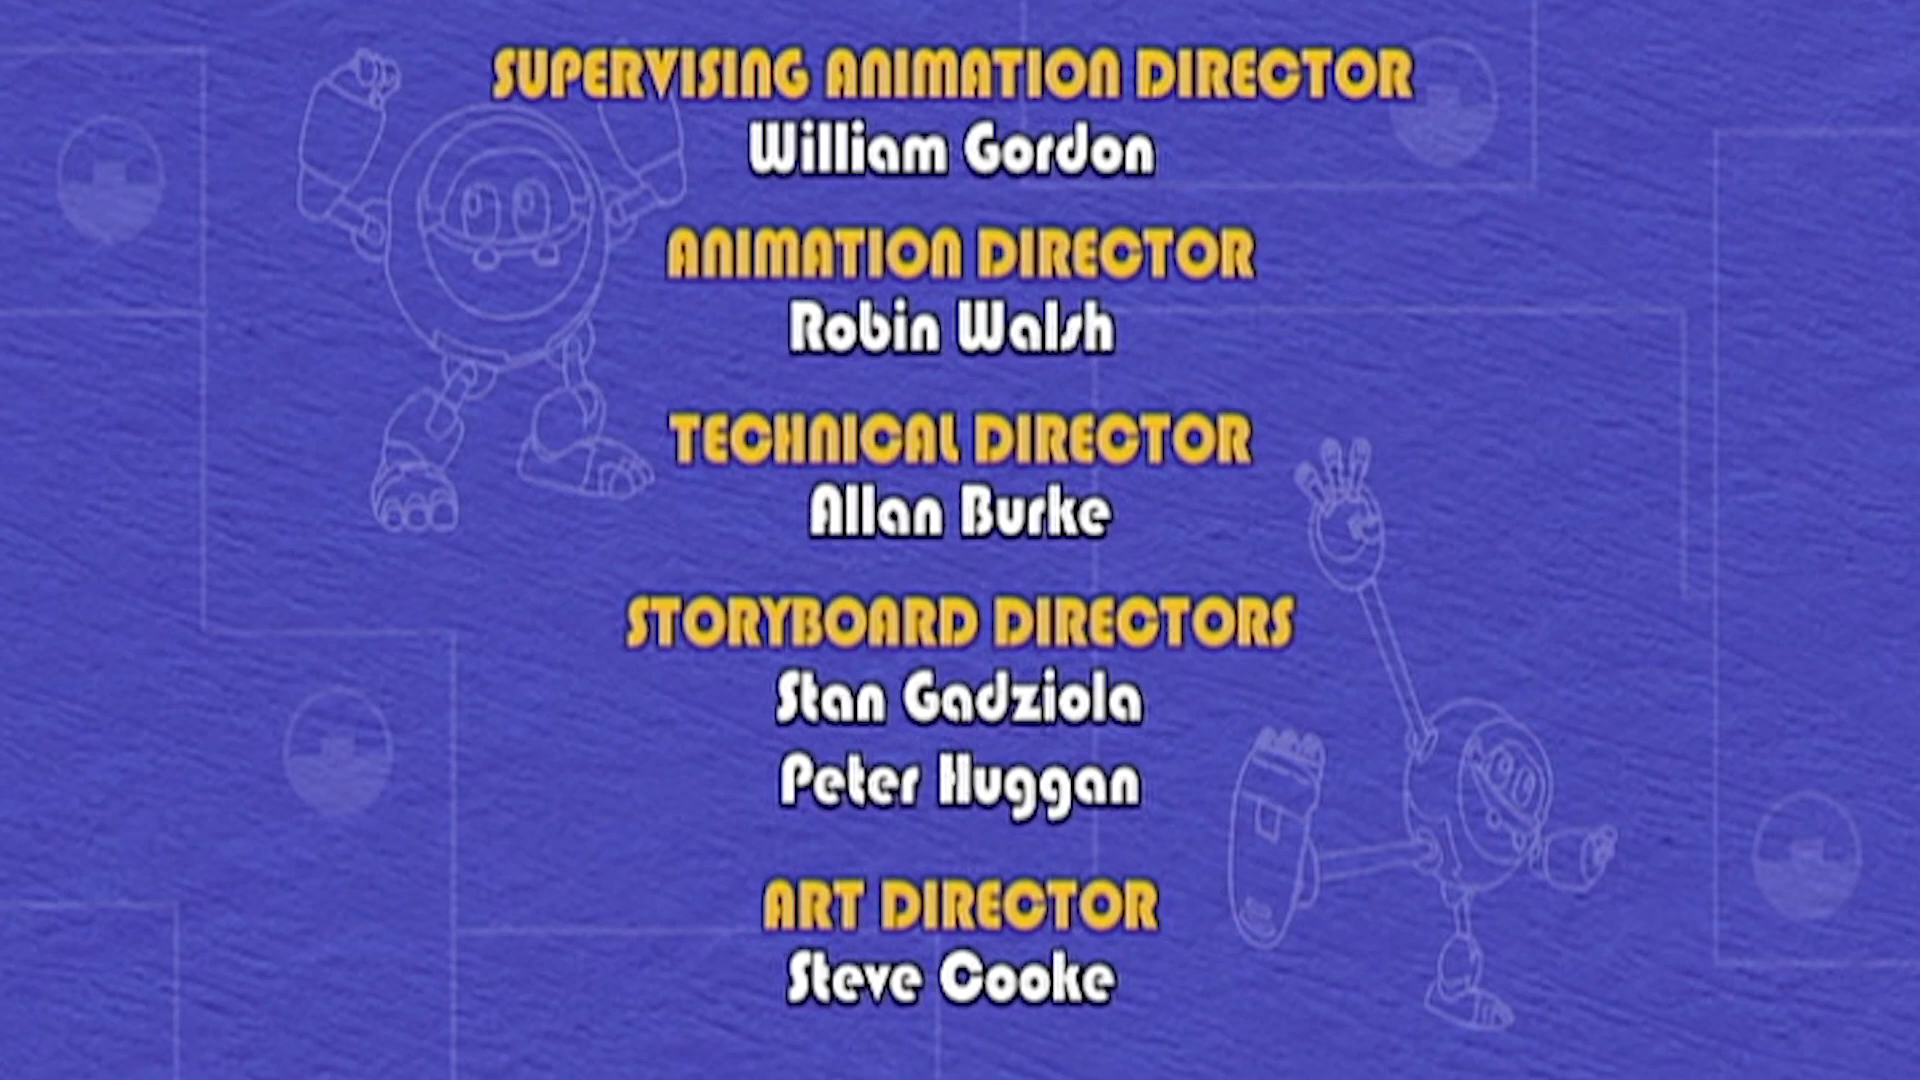 SUPERVISING ANIMATION DIRECTOR
William Gordon
ANIMATION DIRECTOR
Robin Walsh
TECHNICAL DIRECTOR
Allan Burke
STORYBOARD DIRECTORS
Stan Gadziola
Peter Huggan
ART DIRECTOR
Steve Cooke